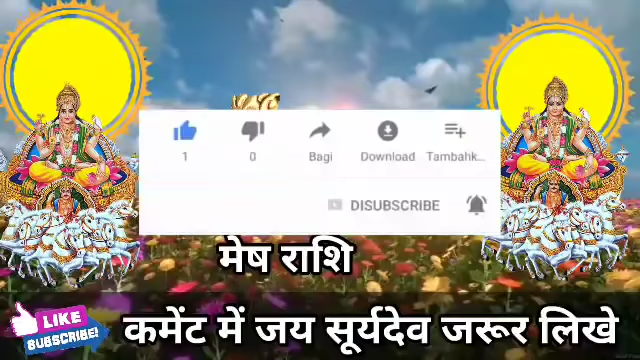 1 0 Bagi Download Tambahk...
DISUBSCRIBE
मेष राशि
LIKE
SUBSCRIBE!
कमेंट में जय सूर्यदेव जरूर लिखे